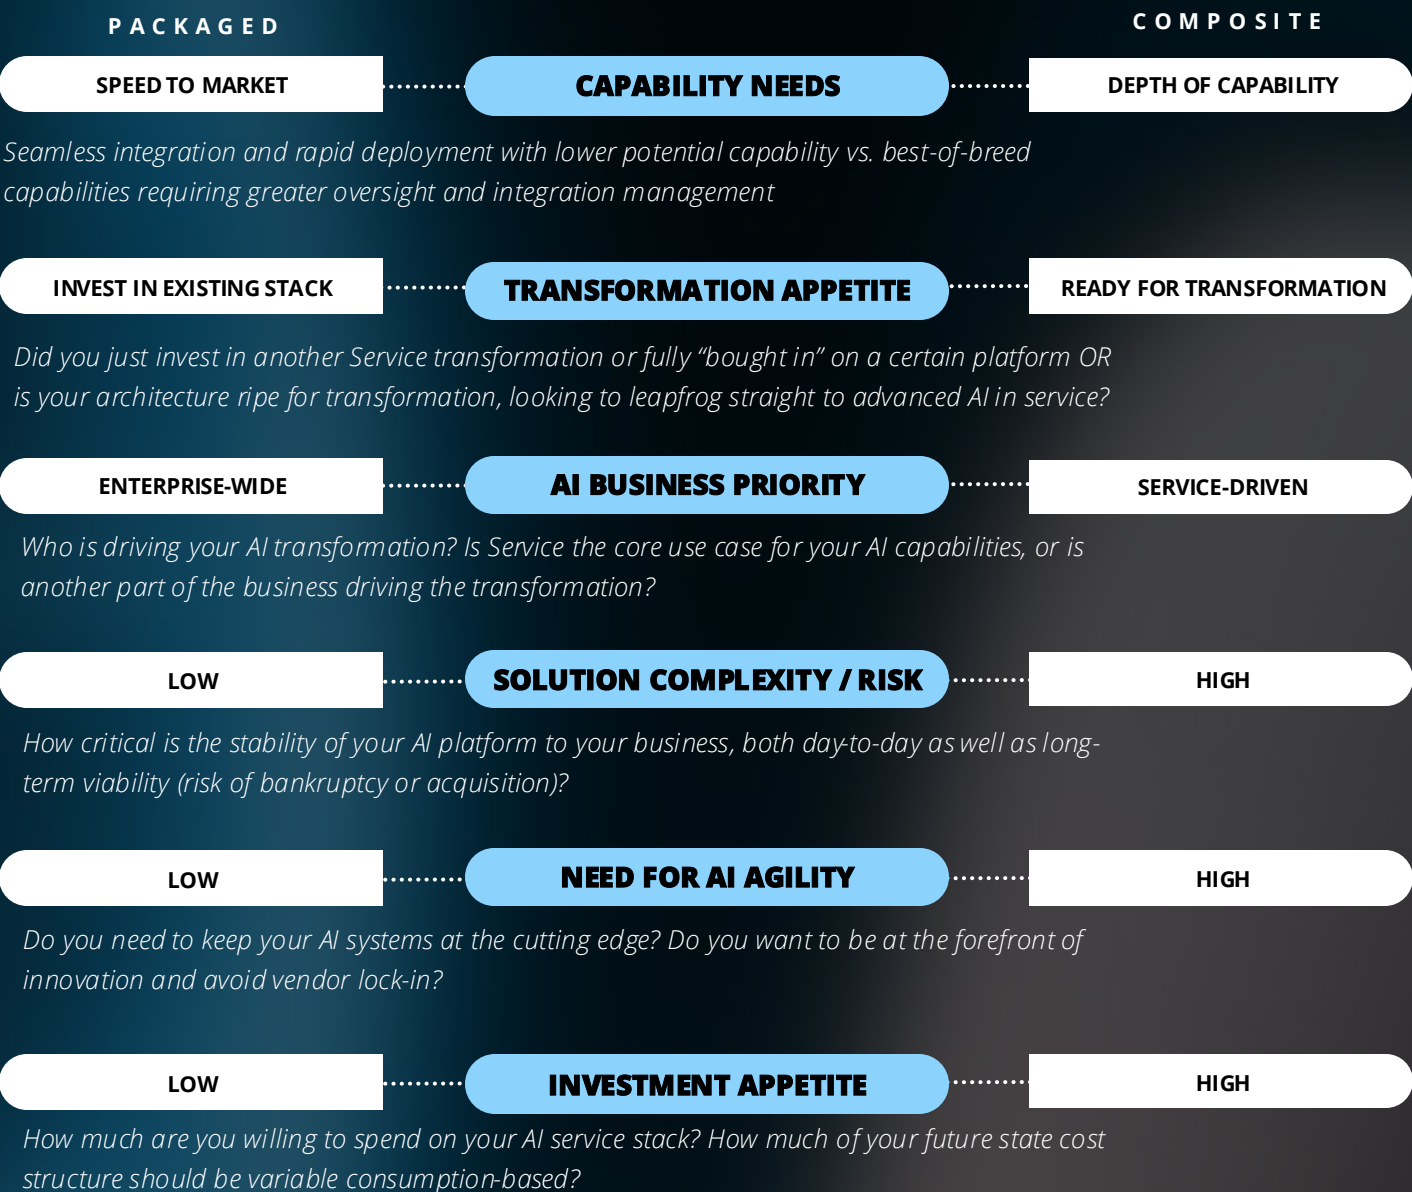 PACKAGED
COMPOSITE
SPEED TO MARKET
CAPABILITY NEEDS
DEPTH OF CAPABILITY
Seamless integration and rapid deployment with lower potential capability vs. best-of-breed
capabilities requiring greater oversight and integration management
INVEST IN EXISTING STACK
TRANSFORMATION APPETITE
READY FOR TRANSFORMATION
Did you just invest in another Service transformation or fully “bought in” on a certain platform OR
is your architecture ripe for transformation, looking to leapfrog straight to advanced AI in service?
ENTERPRISE-WIDE
AI BUSINESS PRIORITY
SERVICE-DRIVEN
Who is driving your AI transformation? Is Service the core use case for your AI capabilities, or is
another part of the business driving the transformation?
LOW
SOLUTION COMPLEXITY / RISK
HIGH
How critical is the stability of your AI platform to your business, both day-to-day as well as long-
term viability (risk of bankruptcy or acquisition)?
LOW
NEED FOR AI AGILITY
HIGH
Do you need to keep your AI systems at the cutting edge? Do you want to be at the forefront of
innovation and avoid vendor lock-in?
LOW
INVESTMENT APPETITE
HIGH
How much are you willing to spend on your AI service stack? How much of your future state cost
structure should be variable consumption-based?